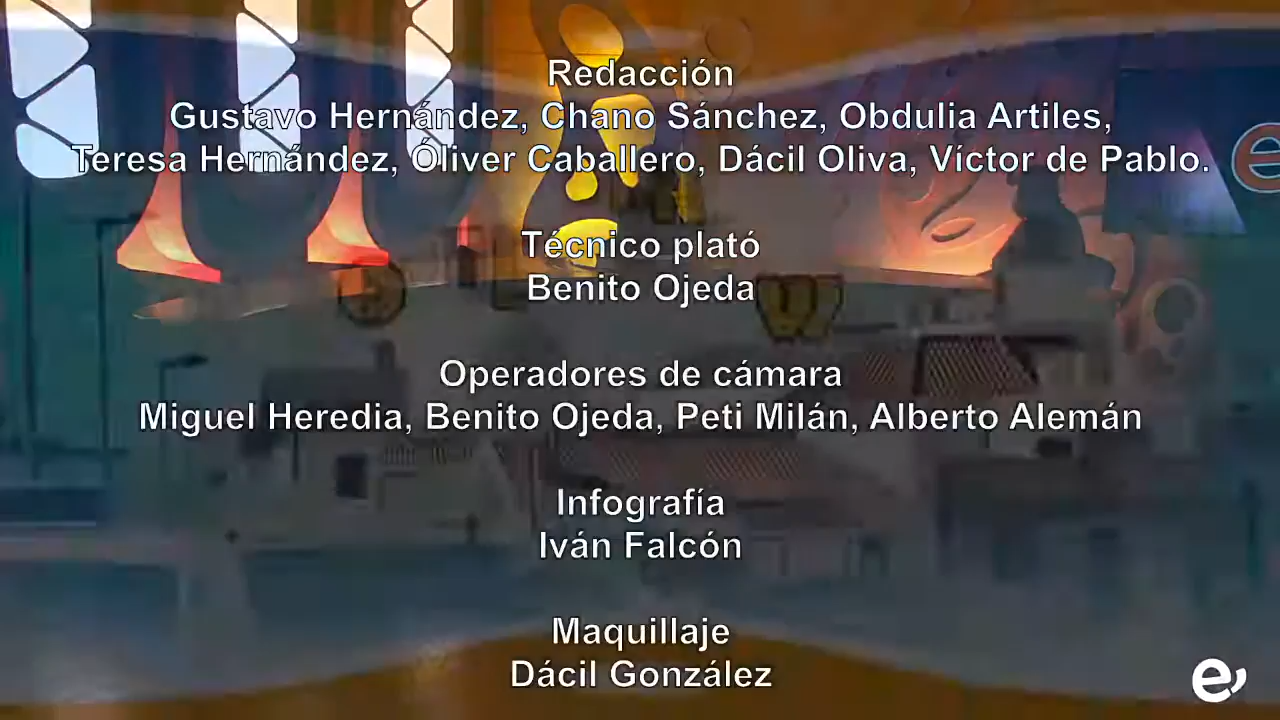 Redacción
Gustavo Hernández, Chano Sánchez, Obdulia Artiles,
Teresa Hernández, Óliver Caballero, Dácil Oliva, Víctor de Pablo.
Técnico plató
Benito Ojeda
Operadores de cámara
Miguel Heredia, Benito Ojeda, Peti Milán, Alberto Alemán
Infografía
Iván Falcón
Maquillaje
Dácil González
e